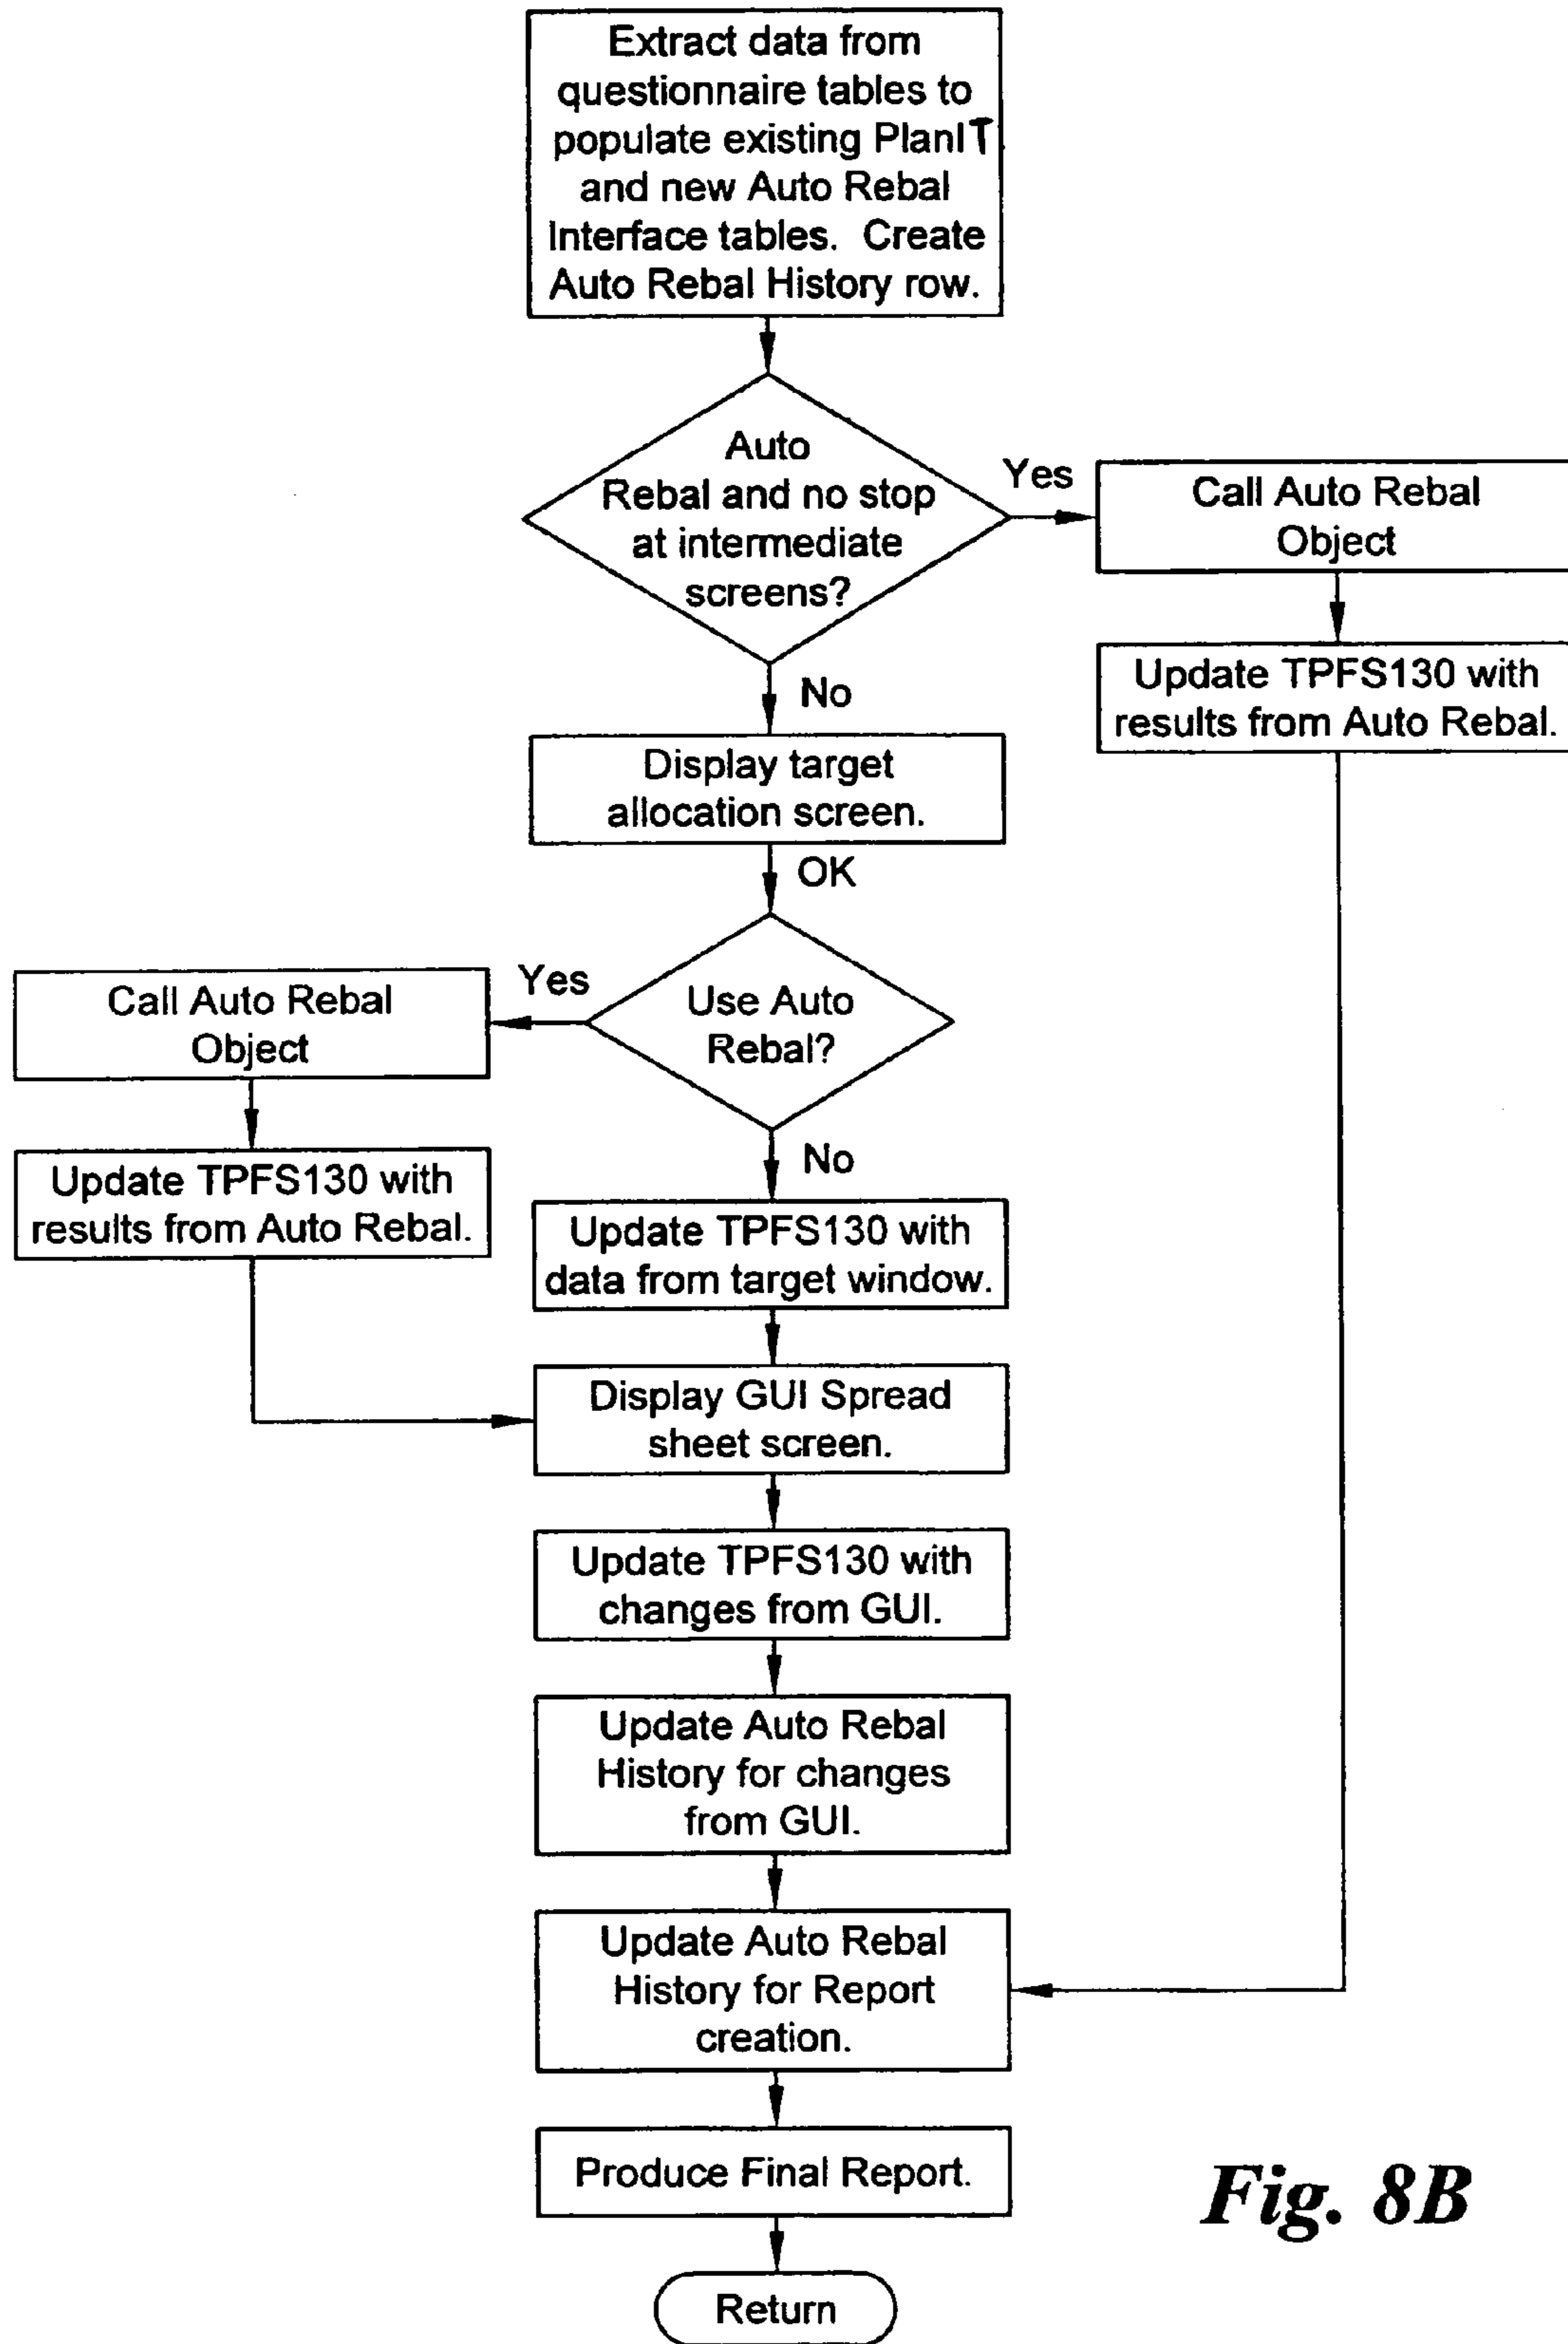 Extract data from
questionnaire tables to
populate existing PlanIT
and new Auto Rebal
Interface tables. Create
Auto Rebal History row.
Auto
Rebal and no stop
at intermediate
screens?
Yes
Call Auto Rebal
Object
Update TPFS130 with
results from Auto Rebal.
No
Display target
allocation screen.
OK
Use Auto
Rebal?
Yes
Call Auto Rebal
Object
Update TPFS130 with
results from Auto Rebal.
No
Update TPFS130 with
data from target window.
Display GUI Spread
sheet screen.
Update TPFS130 with
changes from GUI.
Update Auto Rebal
History for changes
from GUI.
Update Auto Rebal
History for Report
creation.
Produce Final Report.
Return
Fig. 8B